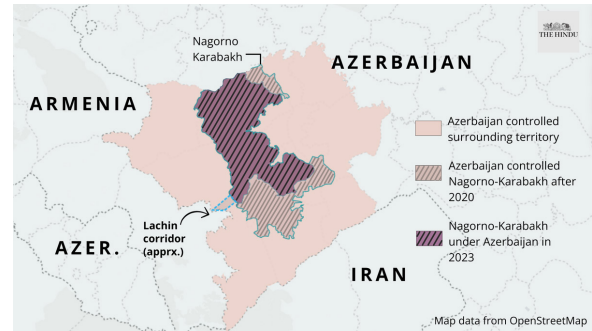 THE HINDU
Nagorno
Karabakh
AZERBAIJAN
ARMENIA
Azerbaijan controlled
surrounding territory
Azerbaijan controlled
Nagorno-Karabakh after
2020
Lachin
corridor
(apprx.)
Nagorno-Karabakh
under Azerbaijan in
2023
AZER.
IRAN
Map data from OpenStreetMap